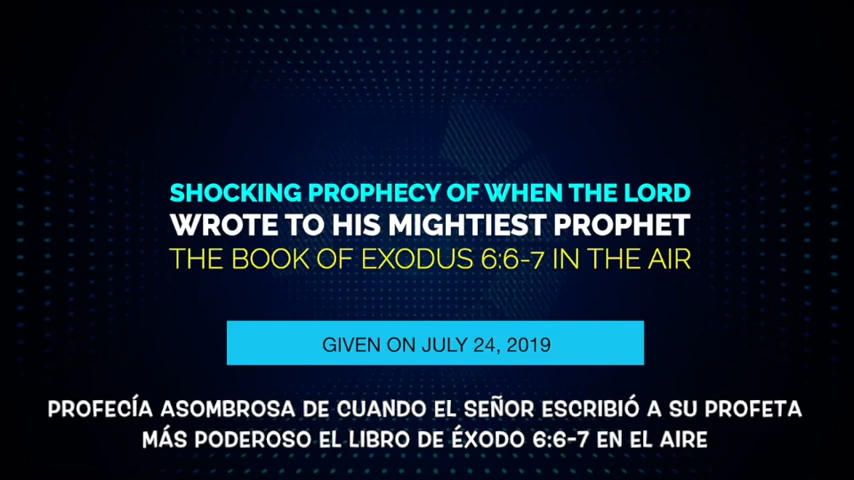 SHOCKING PROPHECY OF WHEN THE LORD
WROTE TO HIS MIGHTIEST PROPHET
THE BOOK OF EXODUS 6:6-7 IN THE AIR
GIVEN ON JULY 24, 2019
PROFECÍA ASOMBROSA DE CUANDO EL SEÑOR ESCRIBIÓ A SU PROFETA
MÁS PODEROSO EL LIBRO DE ÉXODO 6:6-7 EN EL AIRE